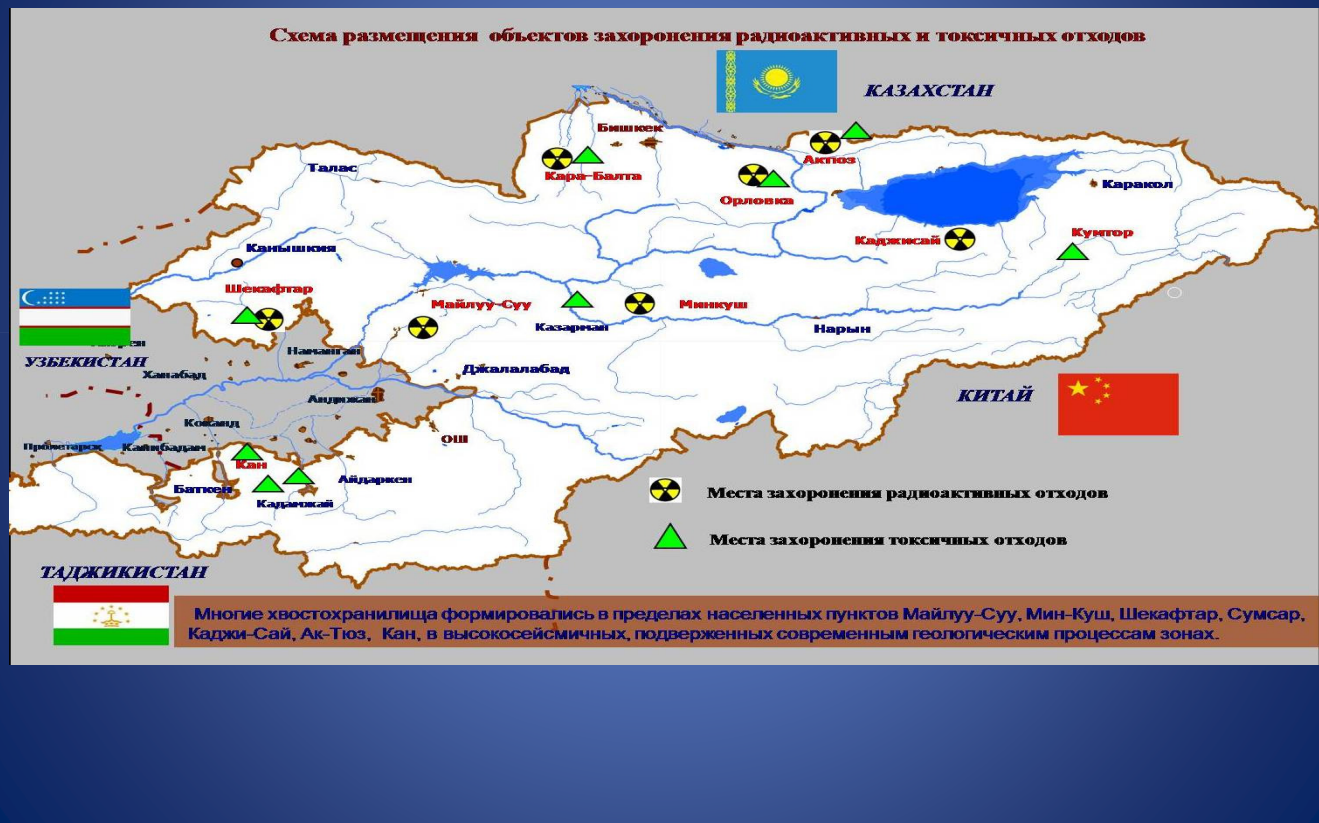 Схема размещения объектов захоронения радиоактивных и токсичных отходов
КАЗАХСТАН
Бишкек
Актюз
Талас
Кара-Балта
Каракол
Орловка
Кумтор
Каджисай
Канышкия
Шекафтар
Майлуу-Суу
Минкуш
Казарман
Нарын
Наманган
УЗБЕКИСТАН
Ханабад
Джалалабад
КИТАЙ
Андижан
Коканд
ОШ
Пролетарск
Канибадам
Кан
Баткен
Айдаркен
Кадамжай
Места захоронения радиоактивных отходов
Места захоронения токсичных отходов
ТАДЖИКИСТАН
Многие хвостохранилища формировались в пределах населенных пунктов Майлуу-Суу, Мин-Куш, Шекафтар, Сумсар,
Каджи-Сай, Ак-Тюз, Кан, в высокосейсмичных, подверженных современным геологическим процессам зонах.